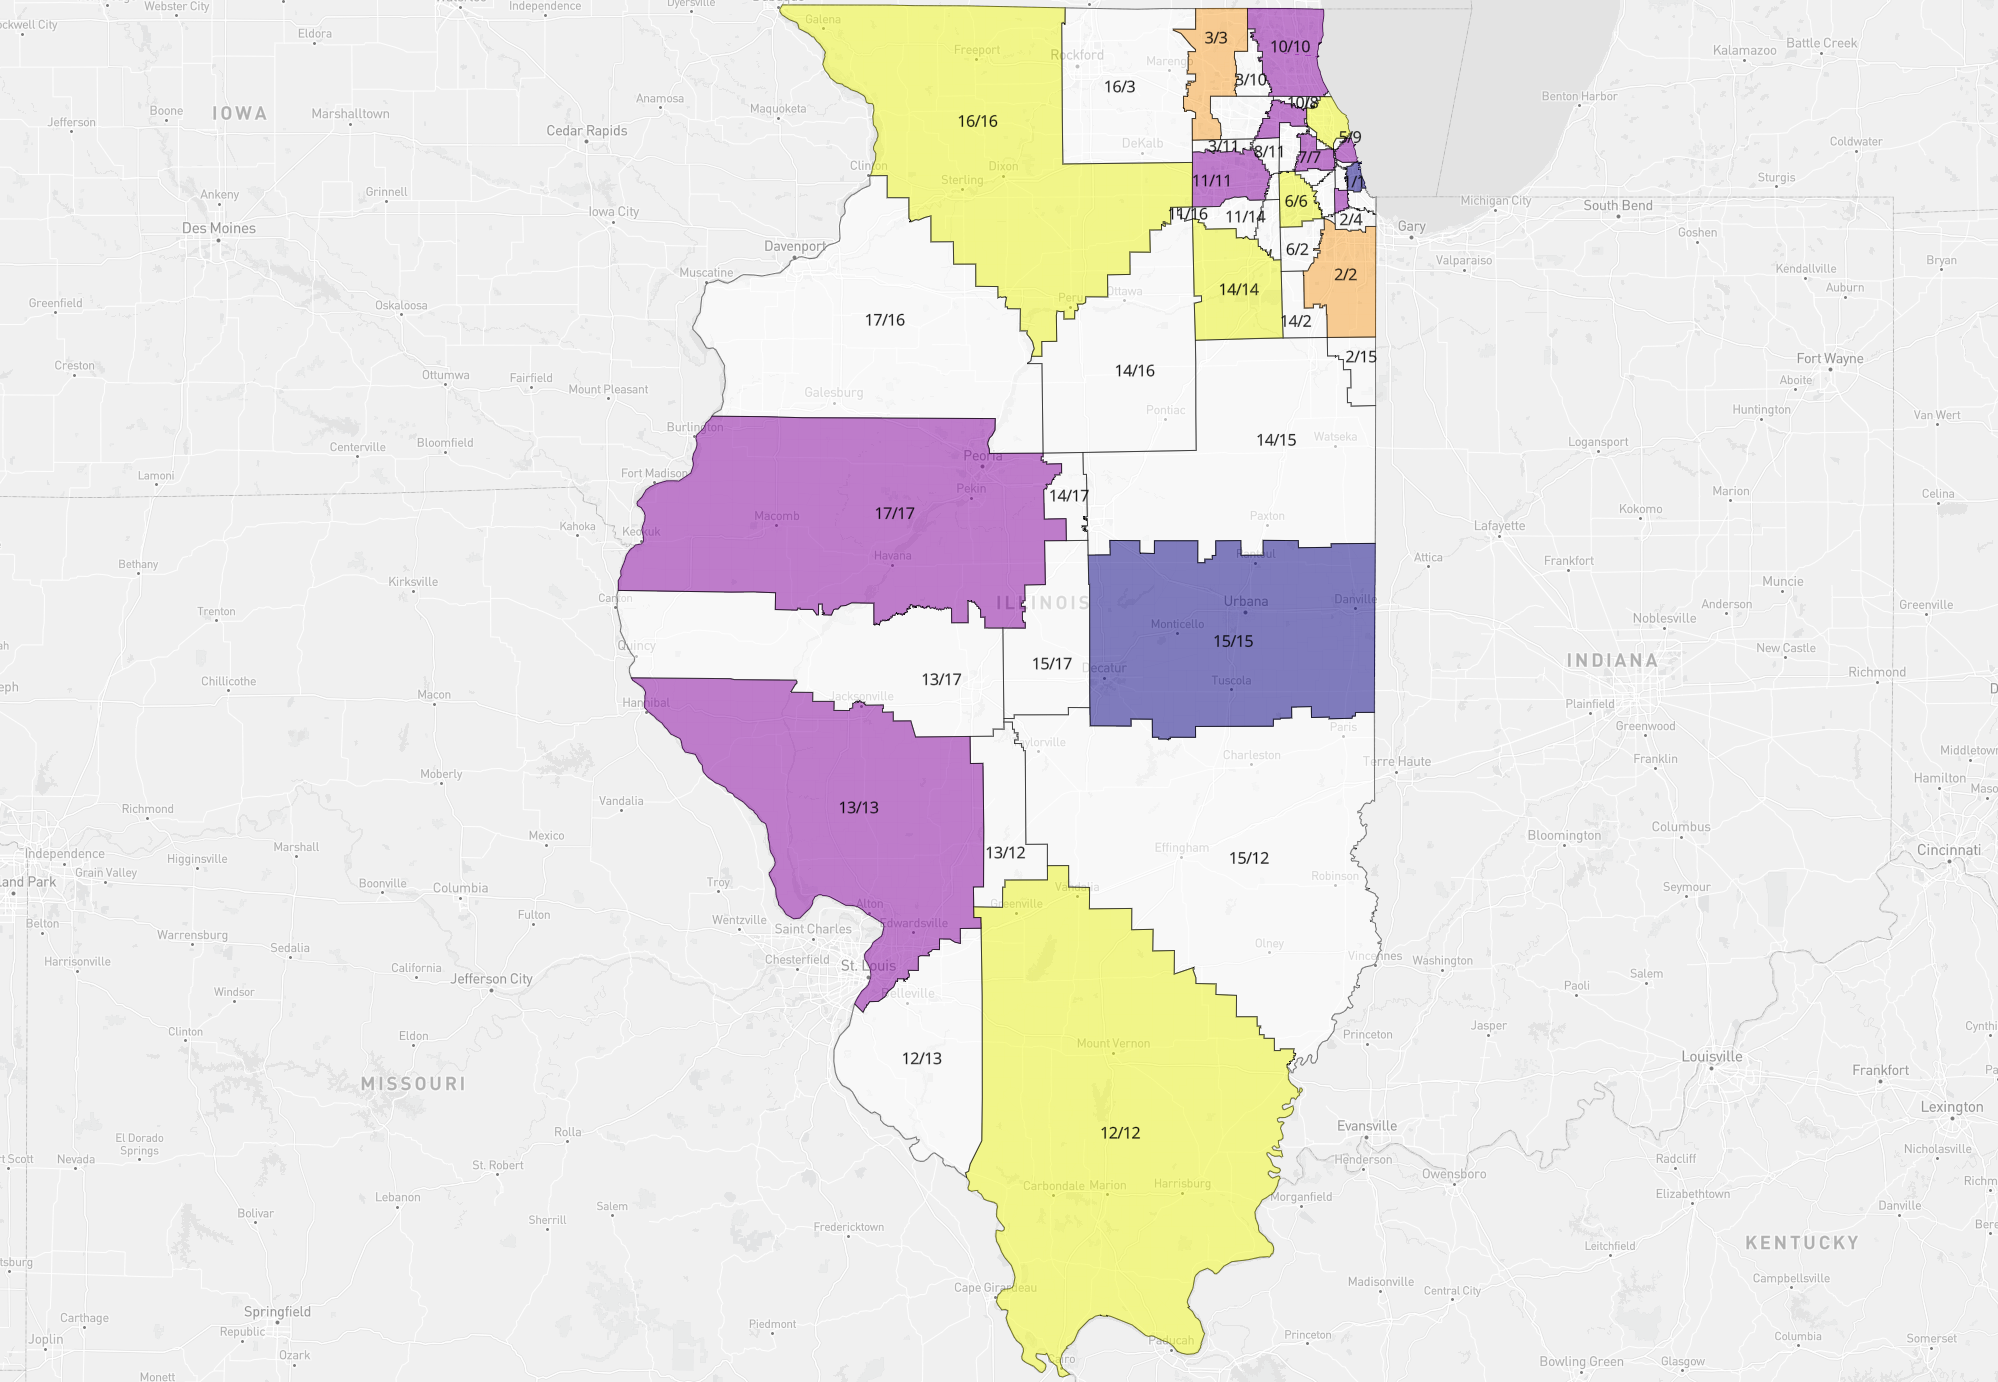 Galena
Freeport
Rockford
Marengo
3/3
10/10
3/10
16/3
10/8
16/16
DeKalb
5/9
3/11
8/11
7/7
Clinton
Dixon
Sterling
11/11
1/1
6/6
11/16
11/14
2/4
6/2
2/2
14/14
Peru
Ottawa
14/2
17/16
2/15
14/16
Galesburg
Pontiac
14/15
Watseka
Peoria
Pekin
14/17
17/17
Macomb
Paxton
Havana
Rantoul
ILLINOIS
Urbana
Danville
Monticello
15/15
Quincy
15/17
Decatur
13/17
Tuscola
Jacksonville
Hannibal
Paris
Charleston
13/13
13/12
Effingham
15/12
Robinson
Vandalia
Greenville
Alton
Edwardsville
Olney
Vincennes
Belleville
12/13
Mount Vernon
12/12
Carbondale
Marion
Harrisburg
Cape Girardeau
Paducah
Cairo
IOWA
Webster City
Independence
Dyersville
Eldora
Jefferson
Boone
Ames
Marshalltown
Anamosa
Cedar Rapids
Maquoketa
Ankeny
Grinnell
Iowa City
Des Moines
Davenport
Muscatine
Greenfield
Oskaloosa
Creston
Ottumwa
Fairfield
Mount Pleasant
Burlington
Centerville
Bloomfield
Lamoni
Fort Madison
Kahoka
Keokuk
Bethany
Kirksville
Canton
Trenton
Chillicothe
Macon
Moberly
Vandalia
Richmond
Mexico
Independence
Higginsville
Marshall
Grain Valley
Boonville
Columbia
Troy
Belton
Fulton
Wentzville
Saint Charles
Warrensburg
Sedalia
Harrisonville
California
Jefferson City
Chesterfield
St. Louis
Windsor
Clinton
Eldon
MISSOURI
Rolla
El Dorado
Springs
Nevada
St. Robert
Lebanon
Bolivar
Salem
Sherrill
Fredericktown
Springfield
Carthage
Republic
Joplin
Ozark
Piedmont
Monett
Kalamazoo
Battle Creek
Benton Harbor
Coldwater
Sturgis
Michigan City
South Bend
Gary
Goshen
Valparaiso
Kendallville
Bryan
Auburn
Fort Wayne
Aboite
Huntington
Van Wert
Logansport
Marion
Celina
Kokomo
Lafayette
Attica
Frankfort
Muncie
Anderson
Greenville
Noblesville
New Castle
INDIANA
Richmond
Plainfield
Greenwood
Terre Haute
Franklin
Middletown
Hamilton
Columbus
Bloomington
Cincinnati
Seymour
Washington
Salem
Paoli
Princeton
Jasper
Louisville
Frankfort
Lexington
Evansville
Nicholasville
Henderson
Owensboro
Radcliff
Morganfield
Elizabethtown
Danville
KENTUCKY
Leitchfield
Madisonville
Central City
Campbellsville
Princeton
Columbia
Somerset
Bowling Green
Glasgow